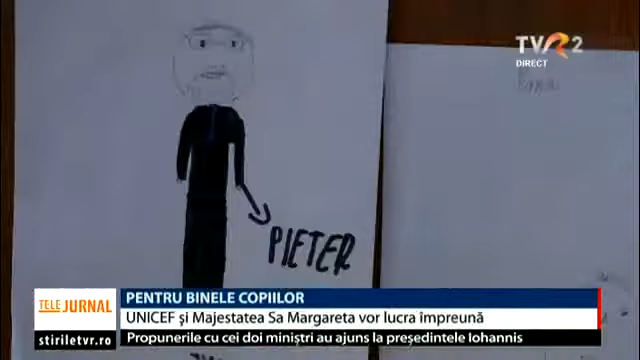 TVR2
DIRECT
PIETER
TELE JURNAL
PENTRU BINELE COPIILOR
UNICEF și Majestatea Sa Margareta vor lucra împreună
stiriletvr.ro
Propunerile cu cei doi miniștri au ajuns la președintele Iohannis